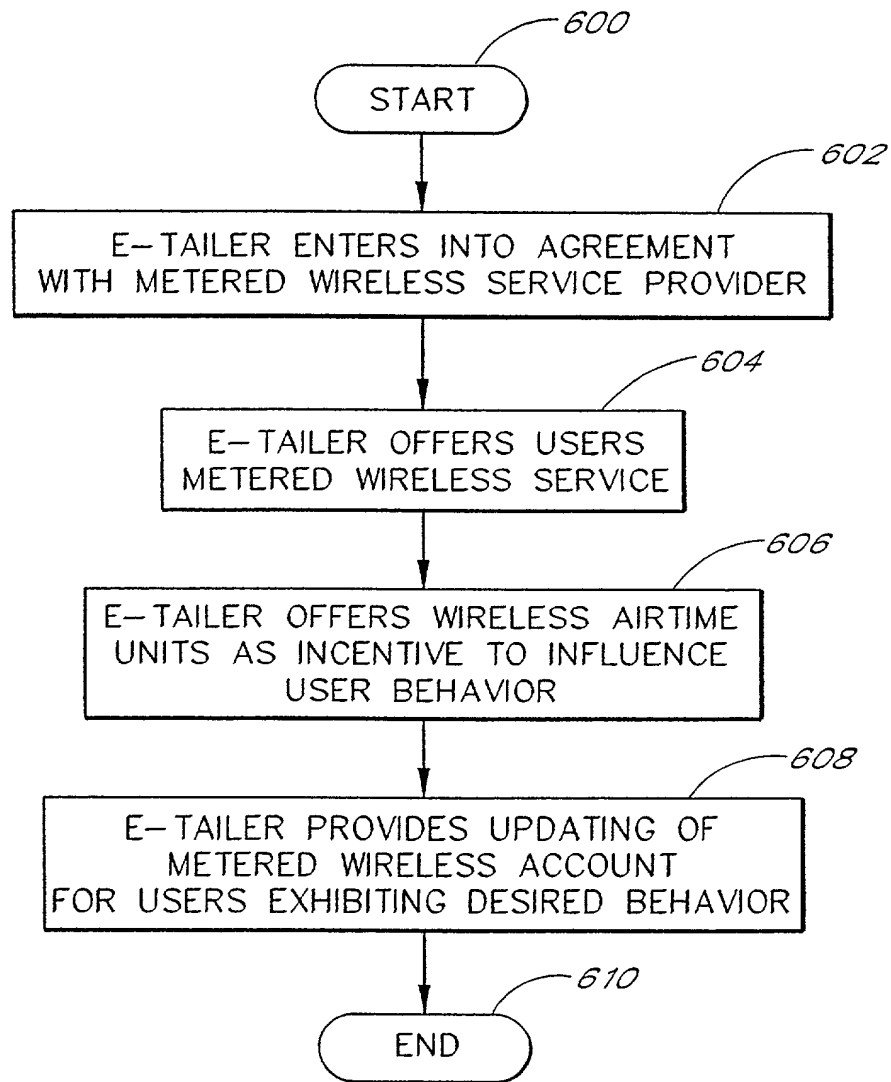 600
START
602
E-TAILER ENTERS INTO AGREEMENT
WITH METERED WIRELESS SERVICE PROVIDER
604
E-TAILER OFFERS USERS
METERED WIRELESS SERVICE
606
E-TAILER OFFERS WIRELESS AIRTIME
UNITS AS INCENTIVE TO INFLUENCE
USER BEHAVIOR
608
E-TAILER PROVIDES UPDATING OF
METERED WIRELESS ACCOUNT
FOR USERS EXHIBITING DESIRED BEHAVIOR
610
END